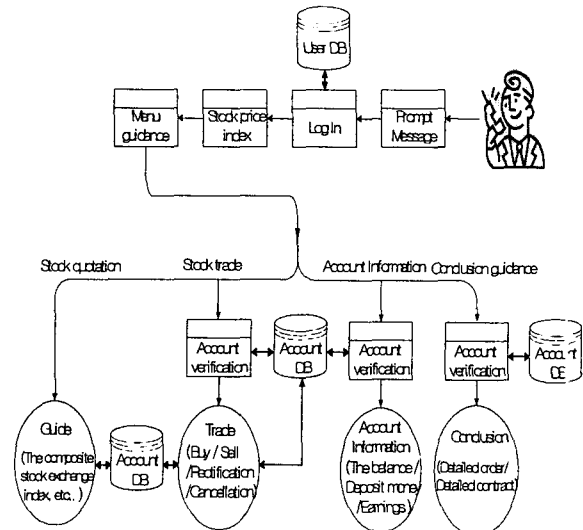 User DB
Menu
guidance
Stock price
index
Log In
Prompt
Message
Stock quotation
Stock trade
Account Information
Conclusion guidance
Account
verification
Account
DB
Account
verification
Account
verification
Account
DB
Guide
(The composite
stock exchange
index, etc,. )
Account
DB
Trade
(Buy / Sell
/Rectification
/Cancellation)
Account
Information
(The balance /
Deposit money
/Earnings )
Conclusion
(Detailed order/
Detailed contract)